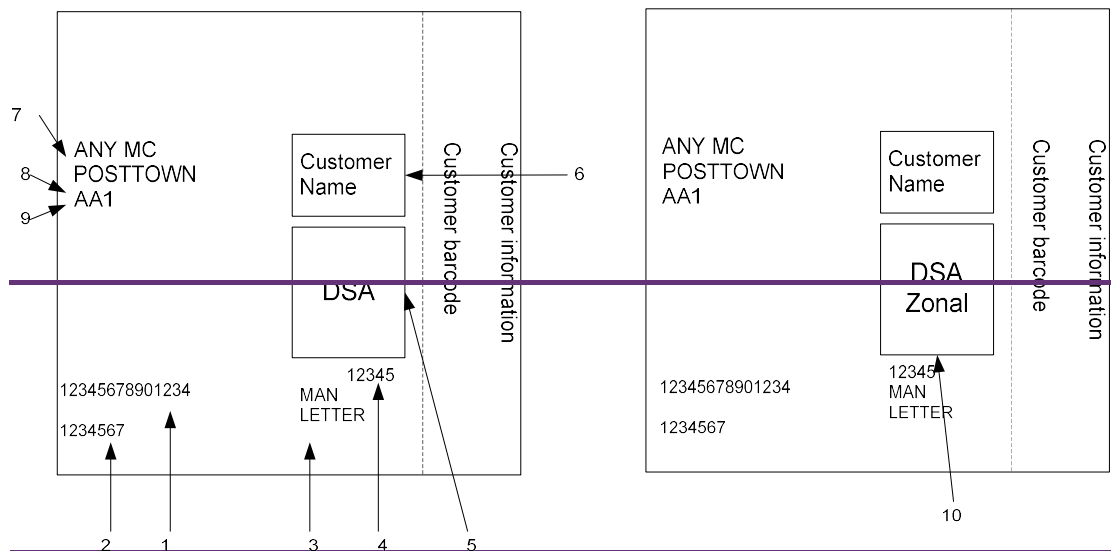 7
ANY MC
POSTTOWN
AA1
8
9
Customer
Name
6
Customer barcode
Customer information
DSA
12345678901234
1234567
12345
MAN
LETTER
2
1
3
4
5
ANY MC
POSTTOWN
AA1
Customer
Name
Customer barcode
Customer information
DSA
Zonal
12345678901234
1234567
12345
MAN
LETTER
10